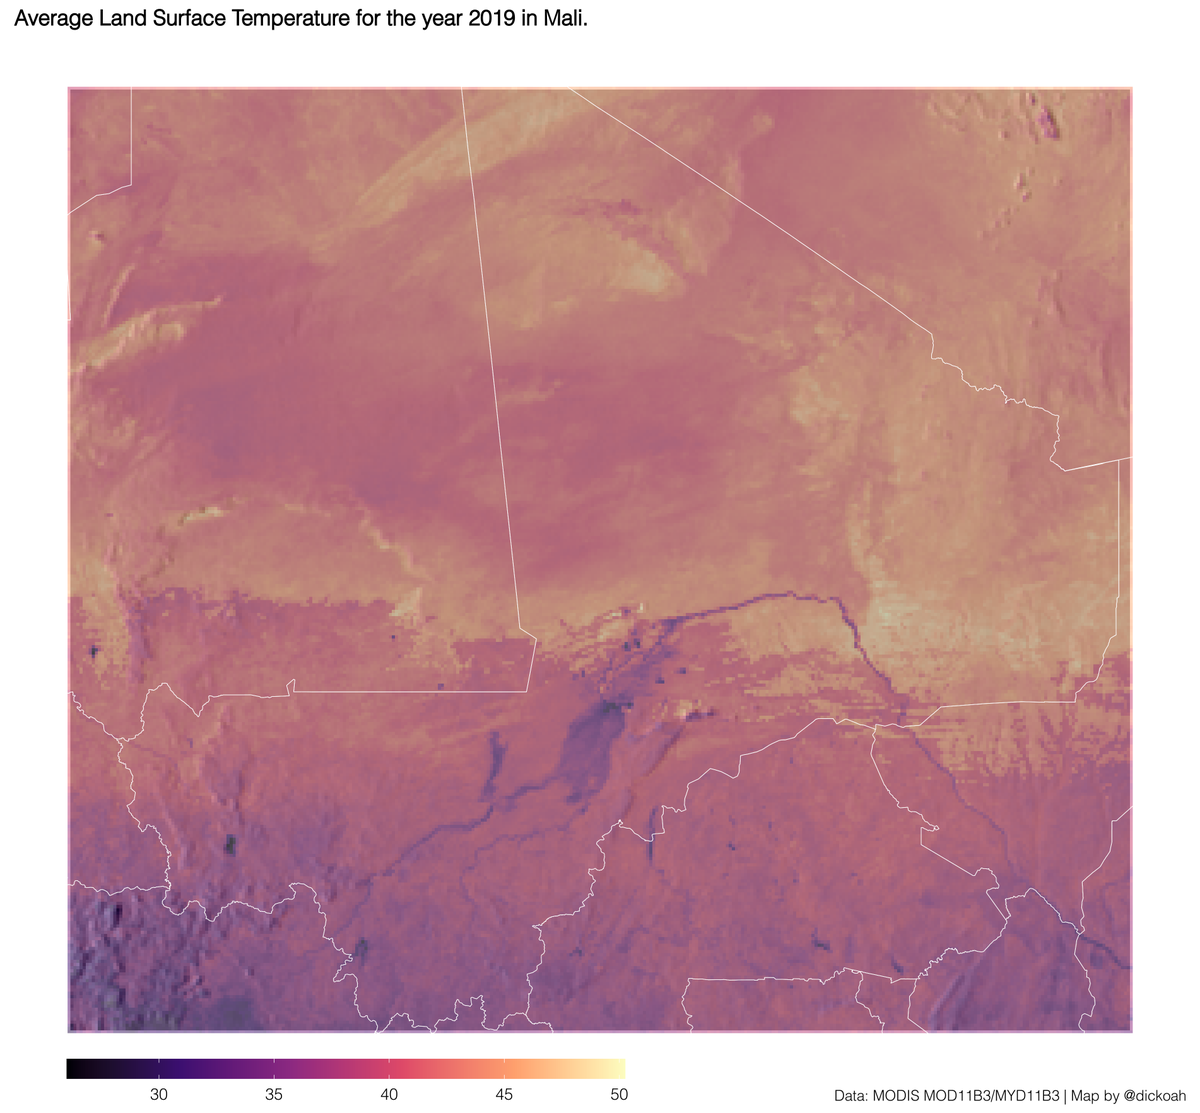 Average Land Surface Temperature for the year 2019 in Mali.
30 35 40 45 50
Data: MODIS MOD11B3/MYD11B3 | Map by @dickoah